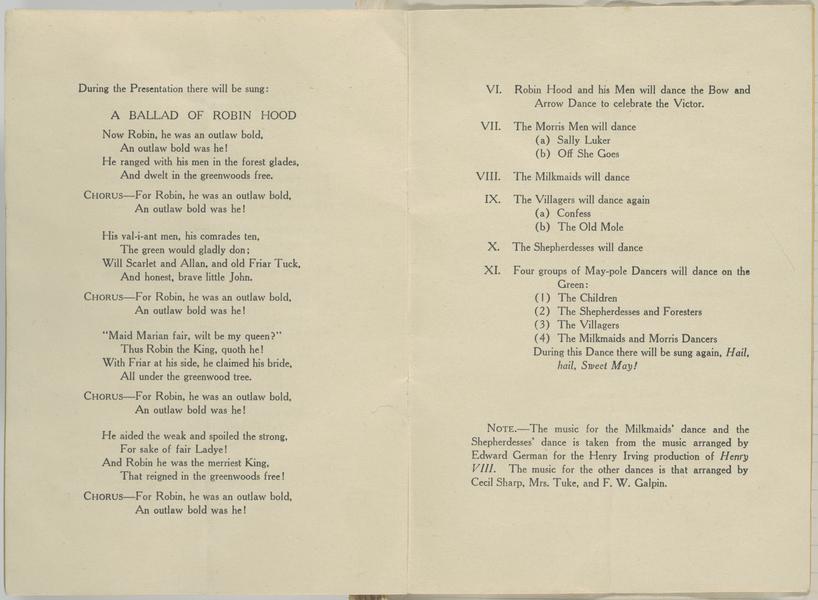 During the Presentation there will be sung:
A BALLAD OF ROBIN HOOD
Now Robin, he was an outlaw bold,
An outlaw bold was he!
He ranged with his men in the forest glades,
And dwelt in the greenwoods free.
CHORUS—For Robin, he was an outlaw bold,
An outlaw bold was he!
His val-i-ant men, his comrades ten,
The green would gladly don;
Will Scarlet and Allan, and old Friar Tuck,
And honest, brave little John.
CHORUS—For Robin, he was an outlaw bold,
An outlaw bold was he!
"Maid Marian fair, wilt be my queen?"
Thus Robin the King, quoth he!
With Friar at his side, he claimed his bride,
All under the greenwood tree.
CHORUS—For Robin, he was an outlaw bold,
An outlaw bold was he!
He aided the weak and spoiled the strong,
For sake of fair Ladye!
And Robin he was the merriest King,
That reigned in the greenwoods free!
CHORUS—For Robin, he was an outlaw bold,
An outlaw bold was he!
VI. Robin Hood and his Men will dance the Bow and
Arrow Dance to celebrate the Victor.
VII. The Morris Men will dance
(a) Sally Luker
(b) Off She Goes
VIII. The Milkmaids will dance
IX. The Villagers will dance again
(a) Confess
(b) The Old Mole
X. The Shepherdesses will dance
XI. Four groups of May-pole Dancers will dance on the
Green:
(1) The Children
(2) The Shepherdesses and Foresters
(3) The Villagers
(4) The Milkmaids and Morris Dancers
During this Dance there will be sung again, Hail,
hail, Sweet May!
NOTE.—The music for the Milkmaids' dance and the
Shepherdesses' dance is taken from the music arranged by
Edward German for the Henry Irving production of Henry
VIII. The music for the other dances is that arranged by
Cecil Sharp, Mrs. Tuke, and F. W. Galpin.